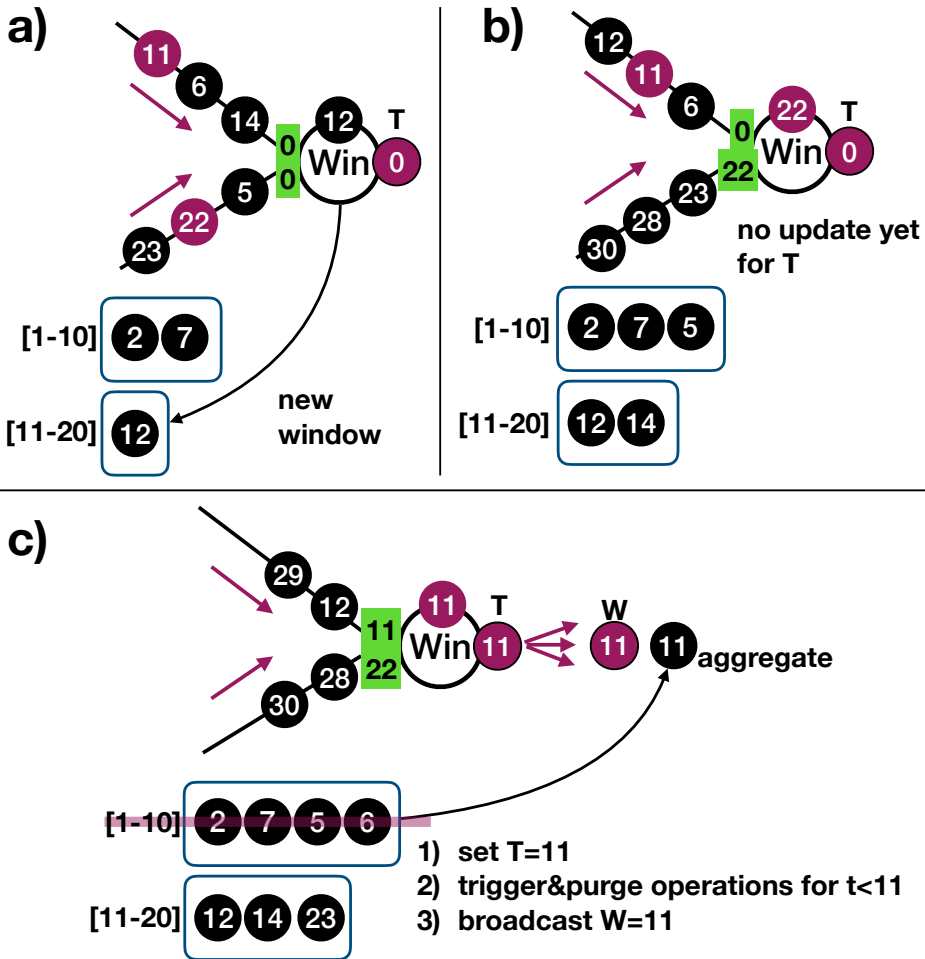 a)
11
6
14
12
T
0
0
Win
0
5
22
23
[1-10]
2 7
[11-20]
12
new
window
b)
12
11
6
22
T
0
Win
0
22
23
28
30
no update yet
for T
[1-10]
2 7 5
[11-20]
12 14
c)
29
12
11
T
W
11
22
Win
11
11
11
aggregate
28
30
[1-10]
2 7 5 6
1) set T=11
2) trigger&purge operations for t<11
3) broadcast W=11
[11-20]
12 14 23